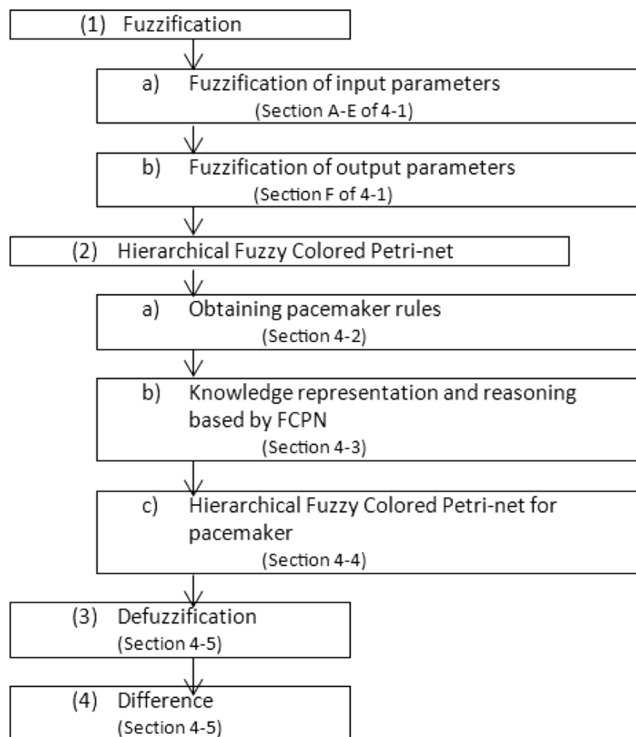 (1) Fuzzification
a) Fuzzification of input parameters
(Section A-E of 4-1)
b) Fuzzification of output parameters
(Section F of 4-1)
(2) Hierarchical Fuzzy Colored Petri-net
a) Obtaining pacemaker rules
(Section 4-2)
b) Knowledge representation and reasoning
based by FCPN
(Section 4-3)
c) Hierarchical Fuzzy Colored Petri-net for
pacemaker
(Section 4-4)
(3) Defuzzification
(Section 4-5)
(4) Difference
(Section 4-5)